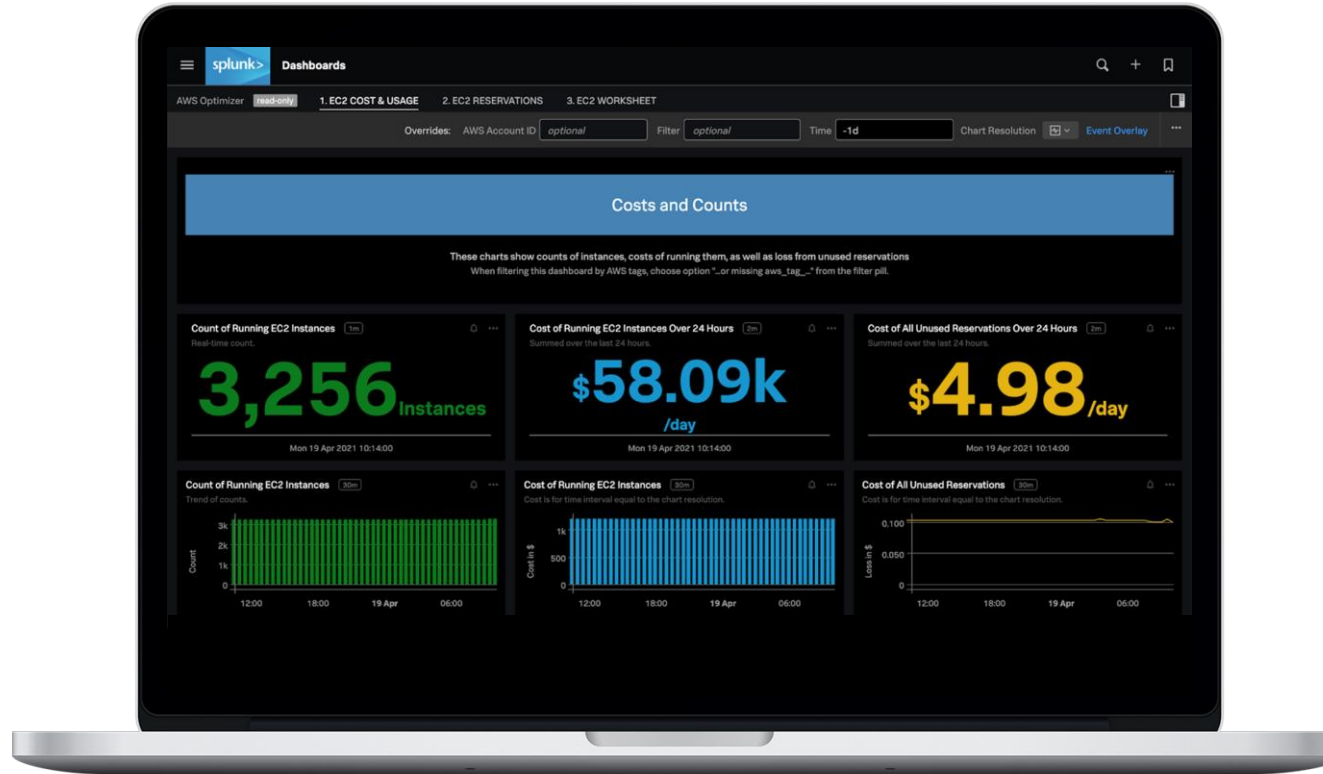 splunk> Dashboards
AWS Optimizer read-only 1. EC2 COST & USAGE 2. EC2 RESERVATIONS 3. EC2 WORKSHEET
Overrides: AWS Account ID optional Filter optional Time -1d Chart Resolution Event Overlay
Costs and Counts
These charts show counts of instances, costs of running them, as well as loss from unused reservations
When filtering this dashboard by AWS tags, choose option "...or missing aws_tag_..." from the filter pill.
Count of Running EC2 Instances 1m
Real-time count.
3,256 Instances
Mon 19 Apr 2021 10:14:00
Cost of Running EC2 Instances Over 24 Hours 2m
Summed over the last 24 hours.
$58.09k
/day
Mon 19 Apr 2021 10:14:00
Cost of All Unused Reservations Over 24 Hours 2m
Summed over the last 24 hours.
$4.98 /day
Mon 19 Apr 2021 10:14:00
Count of Running EC2 Instances 30m
Trend of counts.
Count
3k
2k
1k
0
12:00 18:00 19 Apr 06:00
Cost of Running EC2 Instances 30m
Cost is for time interval equal to the chart resolution.
Cost in $
1k
500
0
12:00 18:00 19 Apr 06:00
Cost of All Unused Reservations 30m
Cost is for time interval equal to the chart resolution.
Loss in $
0.100
0.050
0
12:00 18:00 19 Apr 06:00